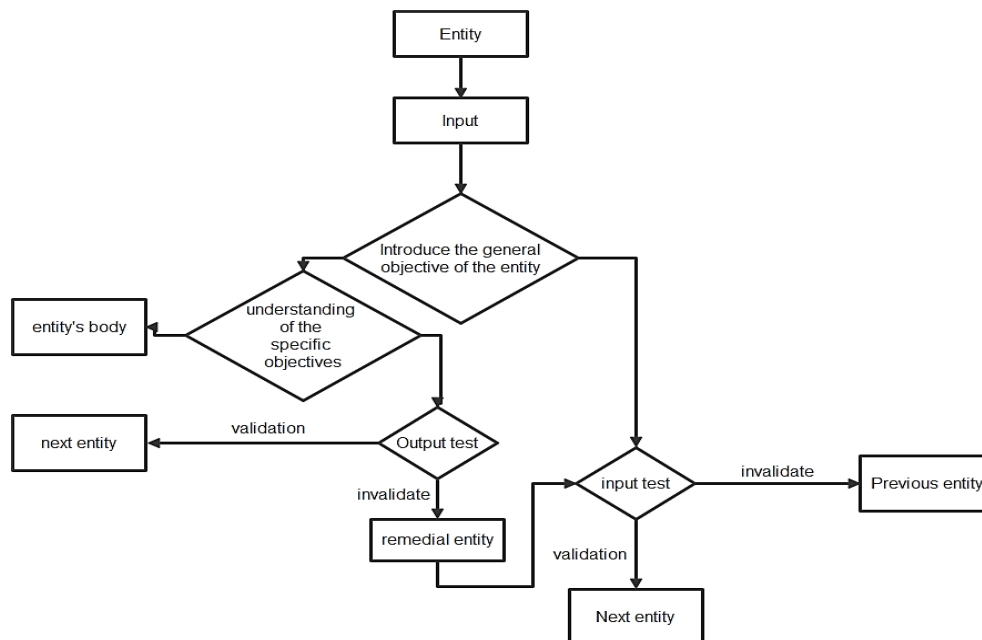 Entity
Input
Introduce the general
objective of the entity
understanding
of the
specific
objectives
entity's body
validation
next entity
Output test
invalidate
remedial entity
input test
invalidate
Previous entity
validation
Next entity